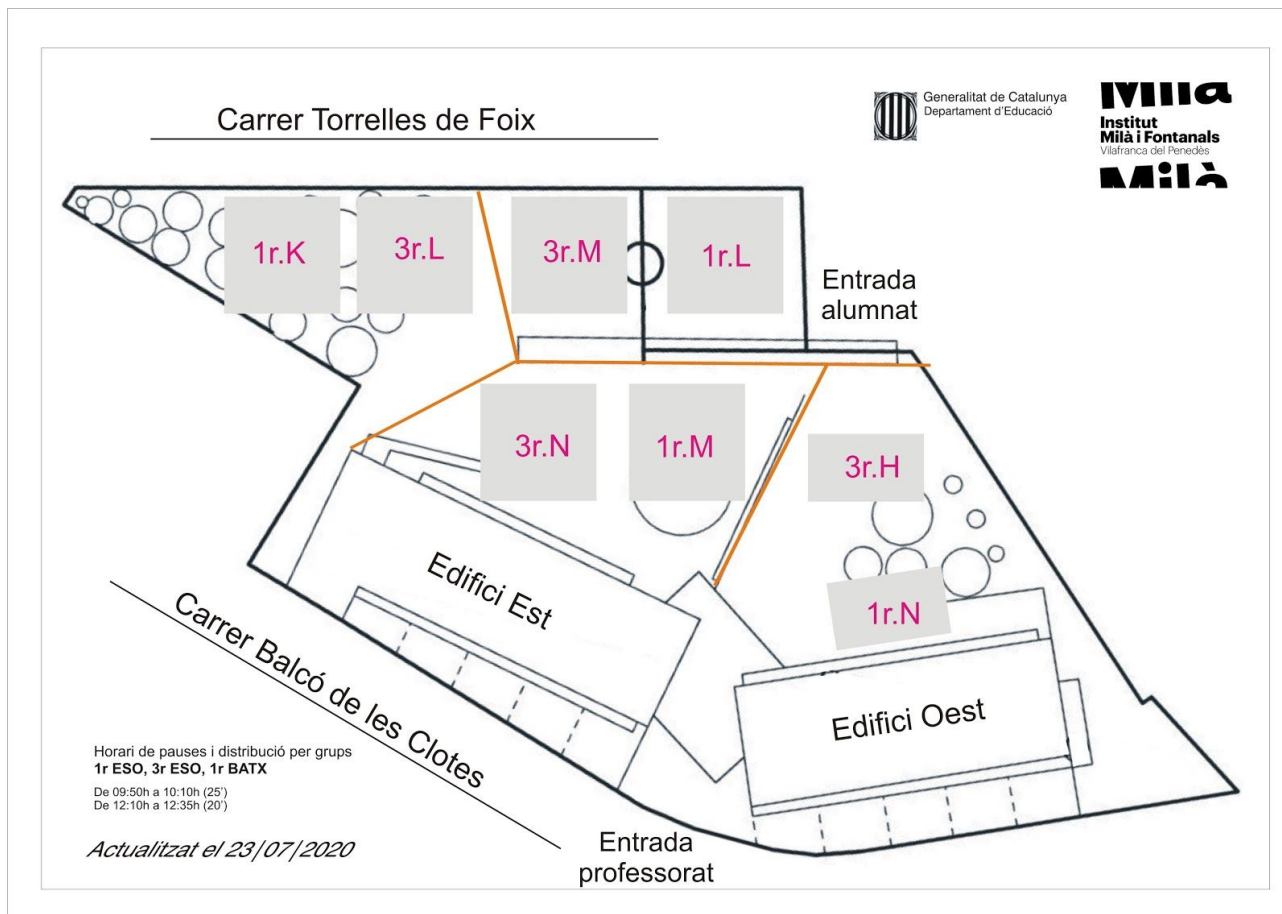 Carrer Torrelles de Foix
Generalitat de Catalunya
Departament d'Educació
Milà
Institut
Milà i Fontanals
Vilafranca del Penedès
Milà
1r.K
3r.L
3r.M
1r.L
Entrada
alumnat
3r.N
1r.M
3r.H
1r.N
Edifici Est
Edifici Oest
Carrer Balcó de les Clotes
Horari de pauses i distribució per grups
1r ESO, 3r ESO, 1r BATX
De 09:50h a 10:10h (25')
De 12:10h a 12:35h (20')
Actualitzat el 23/07/2020
Entrada
professorat